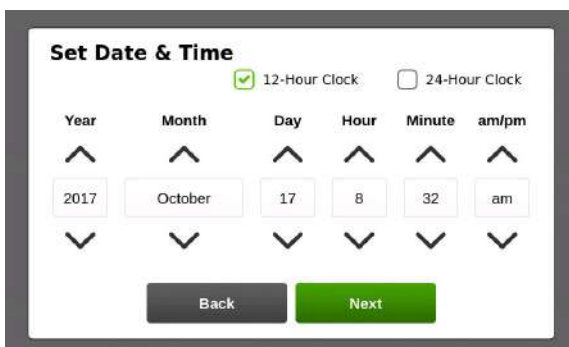 Set Date & Time
12-Hour Clock 24-Hour Clock
Year Month Day Hour Minute am/pm
2017 October 17 8 32 am
Back Next